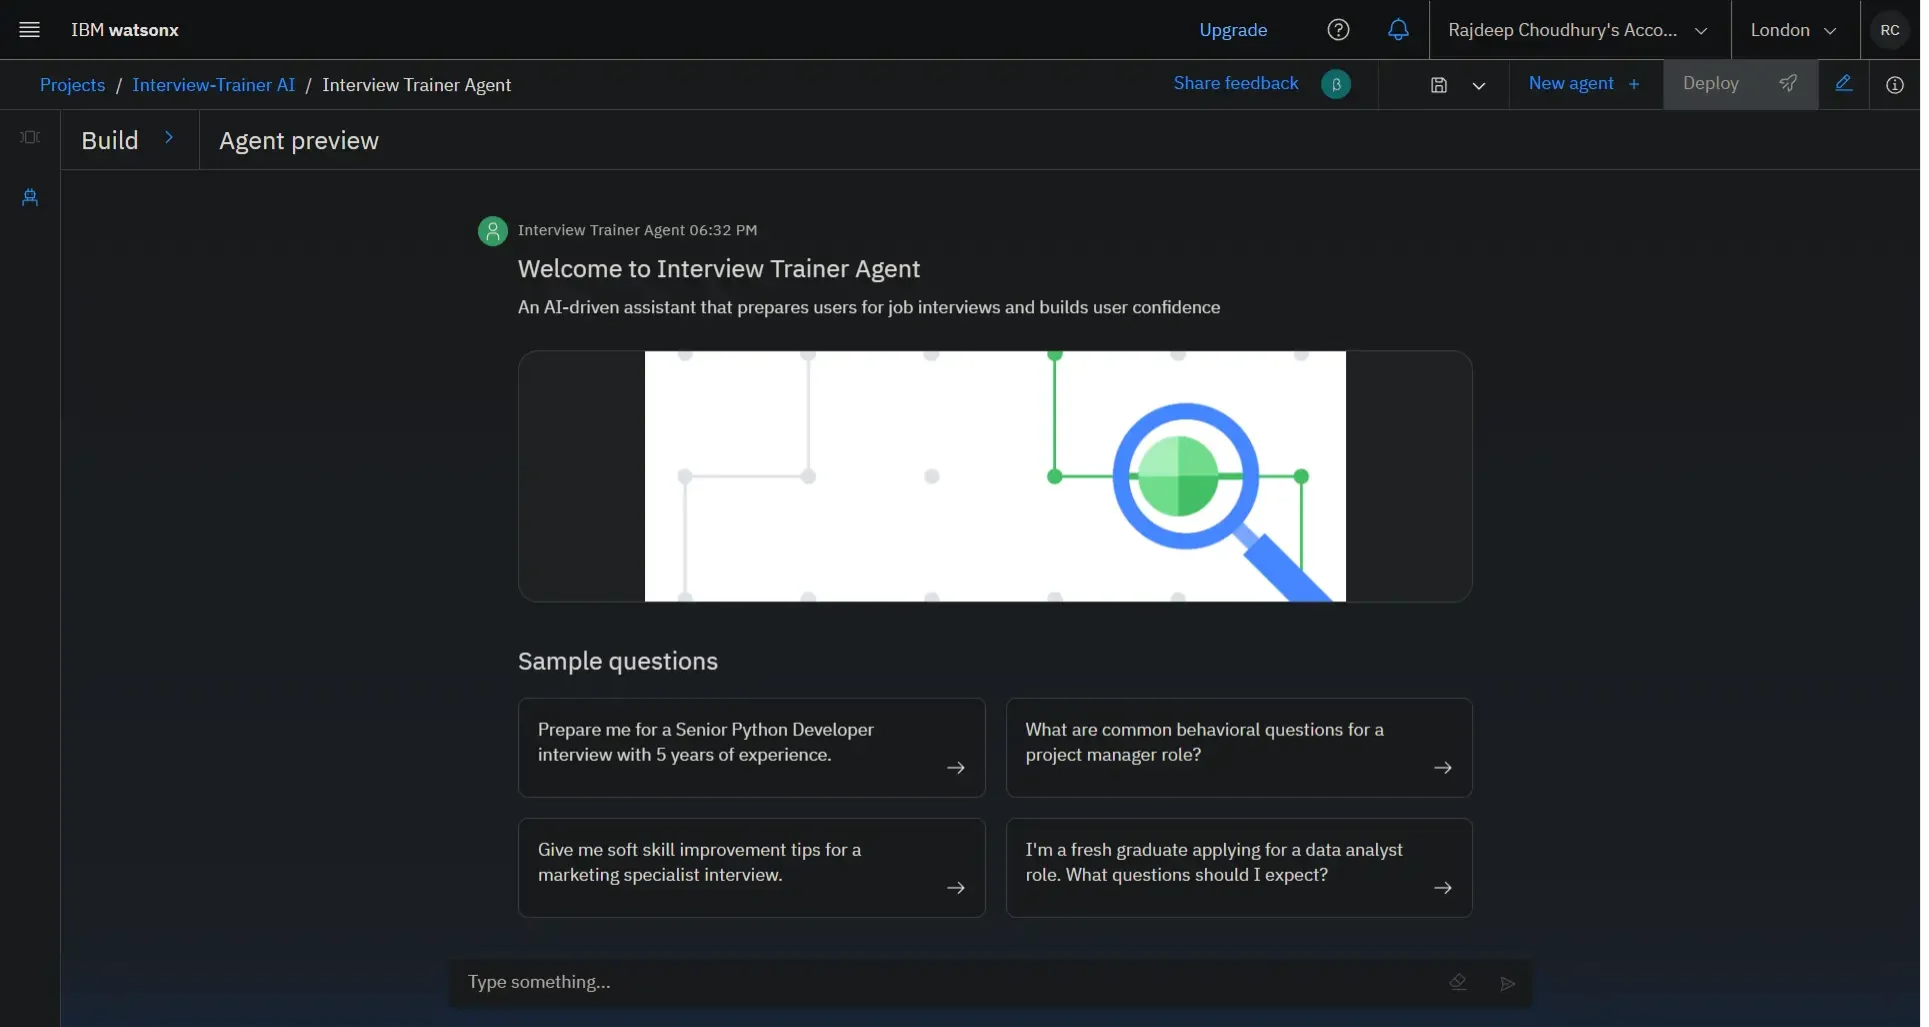 IBM watsonx
Upgrade
Rajdeep Choudhury's Acco...
London
RC
Projects / Interview-Trainer AI / Interview Trainer Agent
Share feedback
β
New agent +
Deploy
Build
Agent preview
Interview Trainer Agent 06:32 PM
Welcome to Interview Trainer Agent
An AI-driven assistant that prepares users for job interviews and builds user confidence
Sample questions
Prepare me for a Senior Python Developer
interview with 5 years of experience.
What are common behavioral questions for a
project manager role?
Give me soft skill improvement tips for a
marketing specialist interview.
I'm a fresh graduate applying for a data analyst
role. What questions should I expect?
Type something...